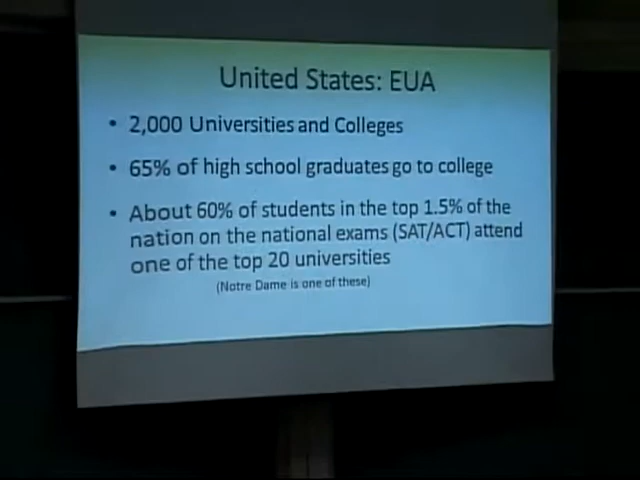 United States: EUA
• 2,000 Universities and Colleges
• 65% of high school graduates go to college
• About 60% of students in the top 1.5% of the
nation on the national exams (SAT/ACT) attend
one of the top 20 universities
(Notre Dame is one of these)